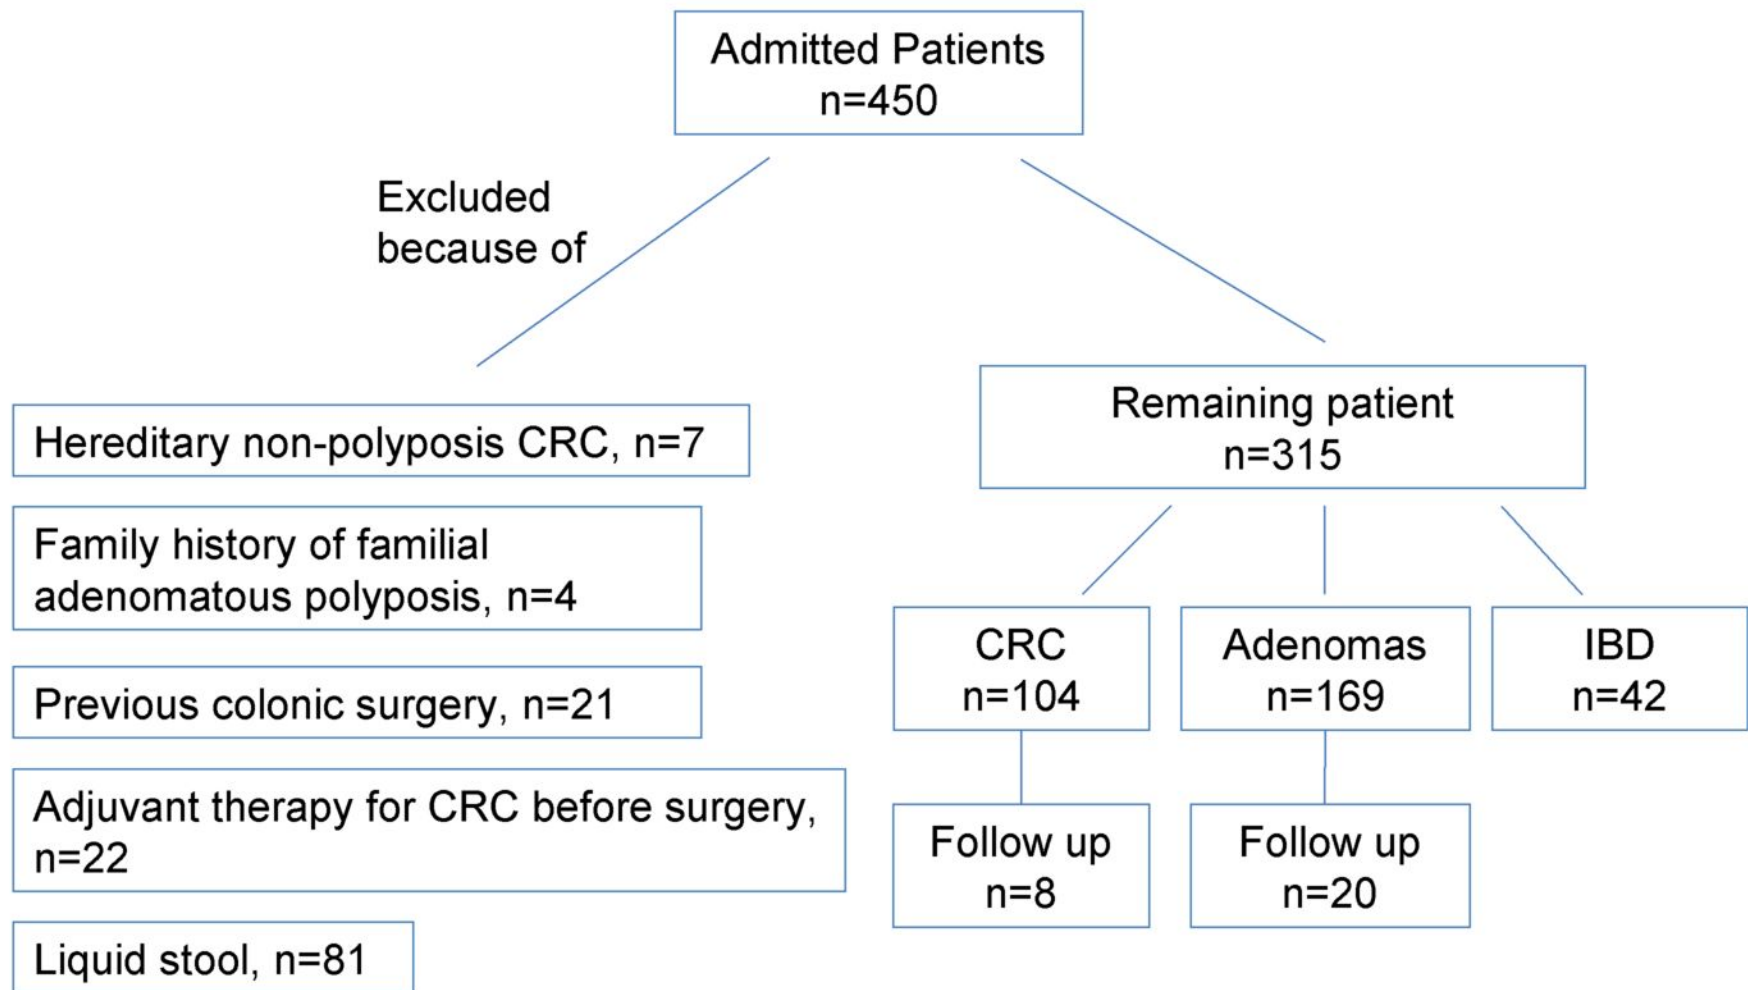 Admitted Patients
n=450
Excluded
because of
Hereditary non-polyposis CRC, n=7
Family history of familial
adenomatous polyposis, n=4
Previous colonic surgery, n=21
Adjuvant therapy for CRC before surgery,
n=22
Liquid stool, n=81
Remaining patient
n=315
CRC
n=104
Adenomas
n=169
IBD
n=42
Follow up
n=8
Follow up
n=20